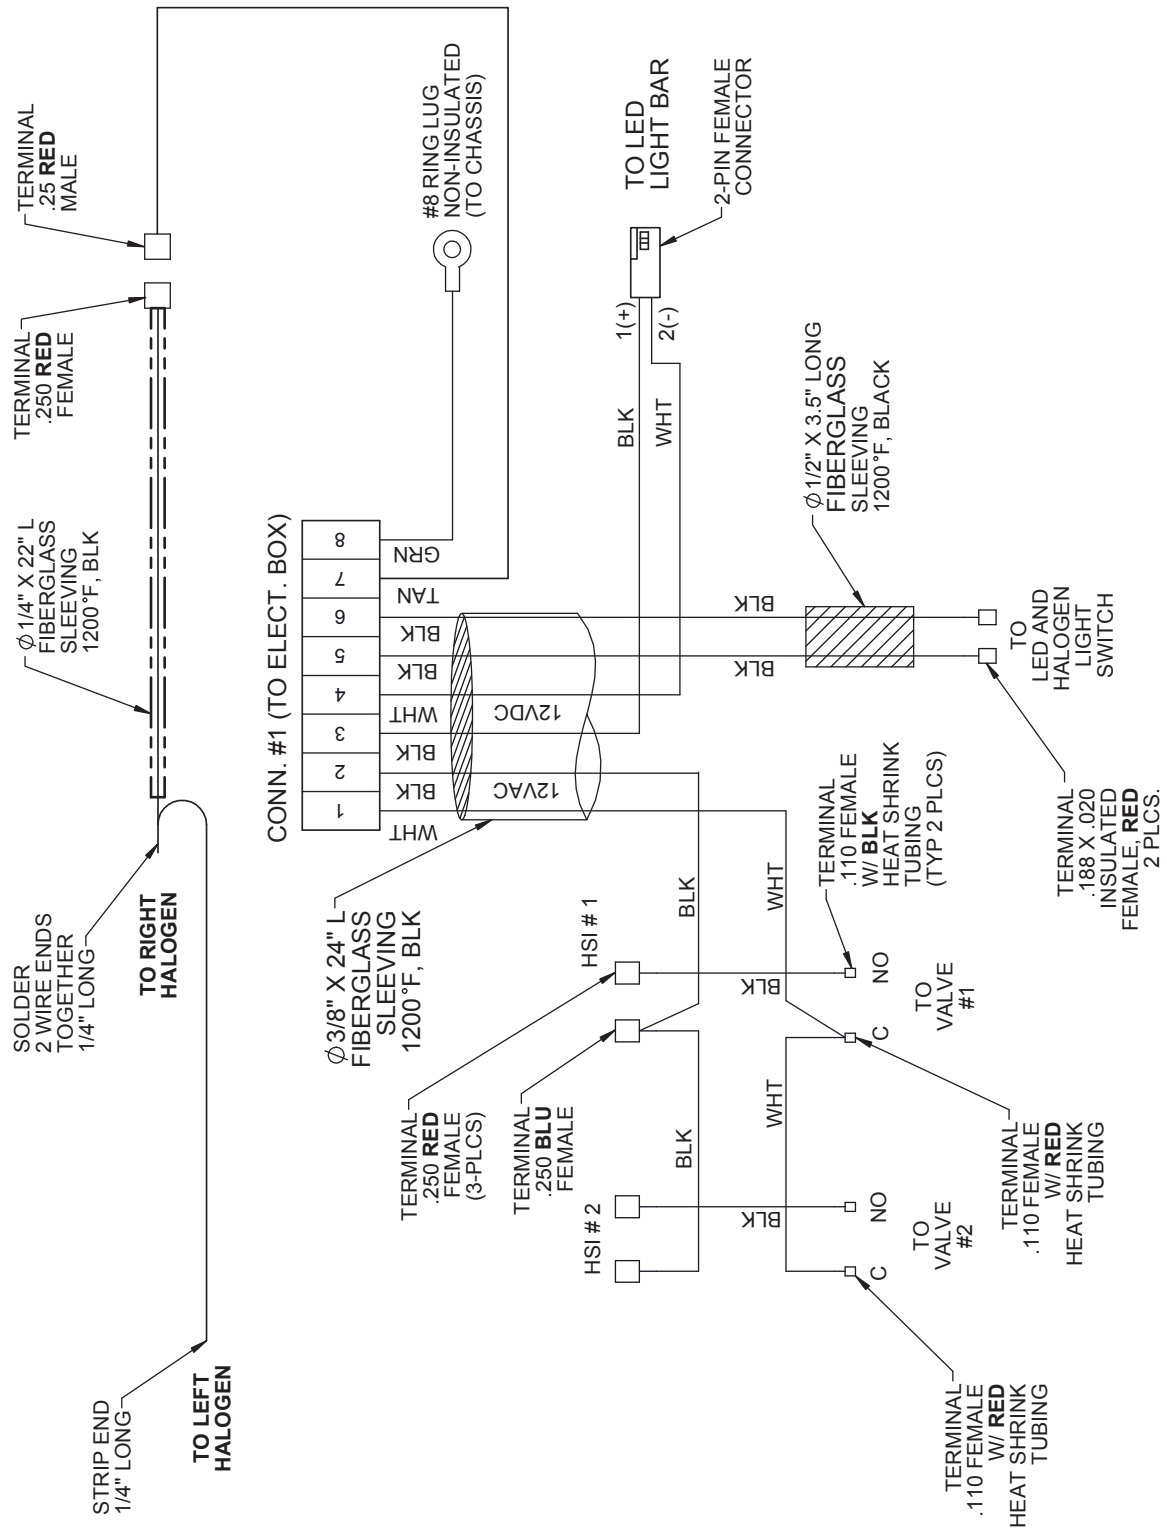 TERMINAL
.25 RED
MALE
TERMINAL
.250 RED
FEMALE
Ø 1/4" X 22" L
FIBERGLASS
SLEEVING
1200°F, BLK
SOLDER
2 WIRE ENDS
TOGETHER
1/4" LONG
TO RIGHT
HALOGEN
STRIP END
1/4" LONG
TO LEFT
HALOGEN
CONN. #1 (TO ELECT. BOX)
1
2
3
4
5
6
7
8
WHT
BLK
BLK
WHT
BLK
BLK
TAN
GRN
12VAC
12VDC
#8 RING LUG
NON-INSULATED
(TO CHASSIS)
TO LED
LIGHT BAR
2-PIN FEMALE
CONNECTOR
1(+)
2(-)
BLK
WHT
Ø 1/2" X 3.5" LONG
FIBERGLASS
SLEEVING
1200°F, BLACK
BLK
BLK
TO
LED AND
HALOGEN
LIGHT
SWITCH
TERMINAL
.188 X .020
INSULATED
FEMALE, RED
2 PLCS.
Ø 3/8" X 24" L
FIBERGLASS
SLEEVING
1200°F, BLK
HSI # 1
BLK
WHT
TERMINAL
.110 FEMALE
W/ BLK
HEAT SHRINK
TUBING
(TYP 2 PLCS)
TERMINAL
.250 RED
FEMALE
(3-PLCS)
BLK
NO
C
TO
VALVE
#1
TERMINAL
.250 BLU
FEMALE
BLK
WHT
TERMINAL
.110 FEMALE
W/ RED
HEAT SHRINK
TUBING
HSI # 2
BLK
NO
C
TO
VALVE
#2
TERMINAL
.110 FEMALE
W/ RED
HEAT SHRINK
TUBING